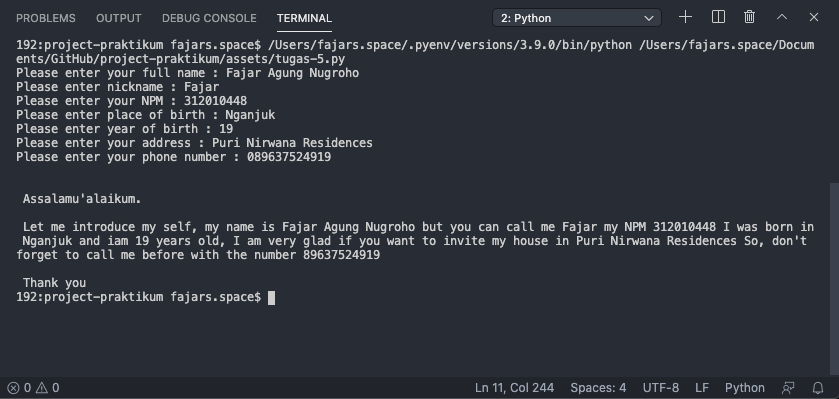 PROBLEMS OUTPUT DEBUG CONSOLE TERMINAL 2: Python
192:project-praktikum fajars.space$ /Users/fajars.space/.pyenv/versions/3.9.0/bin/python /Users/fajars.space/Docum
ents/GitHub/project-praktikum/assets/tugas-5.py
Please enter your full name : Fajar Agung Nugroho
Please enter nickname : Fajar
Please enter your NPM : 312010448
Please enter place of birth : Nganjuk
Please enter year of birth : 19
Please enter your address : Puri Nirwana Residences
Please enter your phone number : 089637524919
Assalamu'alaikum.
Let me introduce my self, my name is Fajar Agung Nugroho but you can call me Fajar my NPM 312010448 I was born in
Nganjuk and iam 19 years old, I am very glad if you want to invite my house in Puri Nirwana Residences So, don't
forget to call me before with the number 89637524919
Thank you
192:project-praktikum fajars.space$
0 0 Ln 11, Col 244 Spaces: 4 UTF-8 LF Python